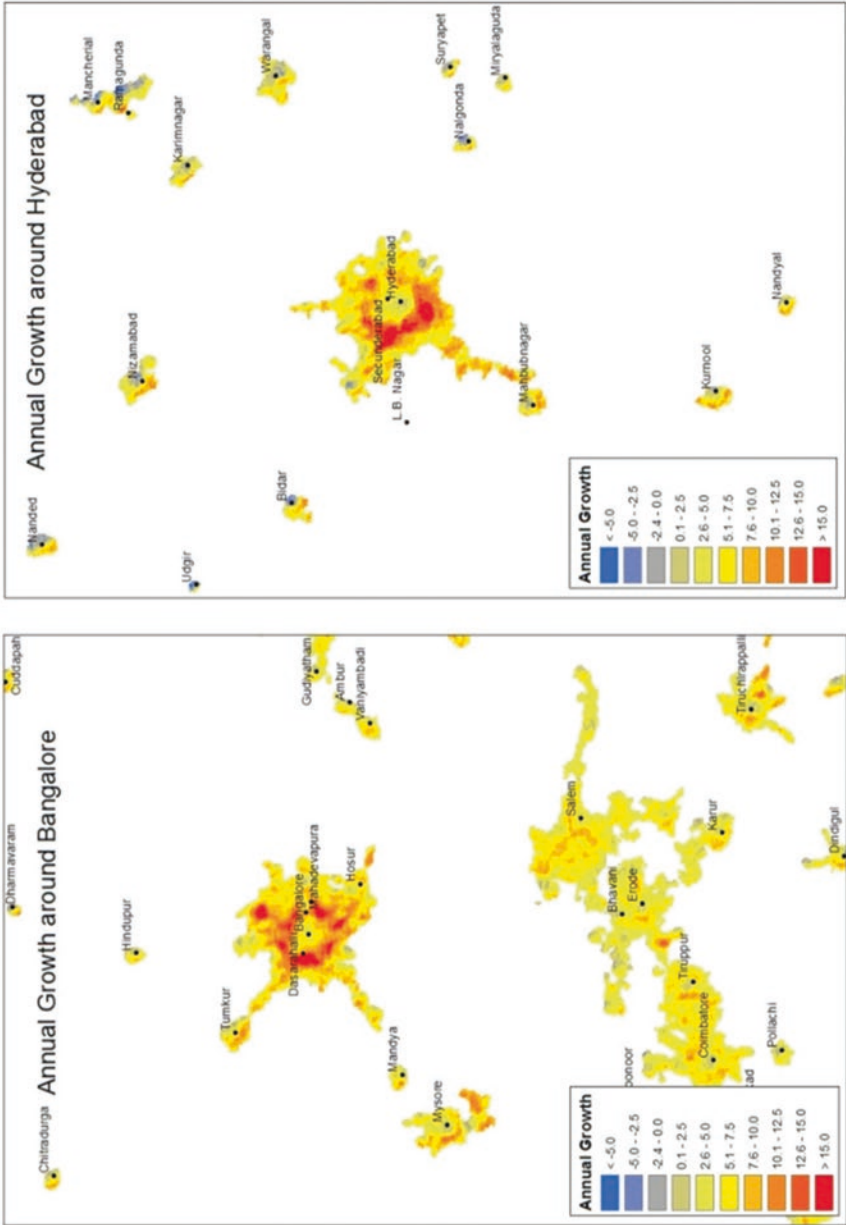 Annual Growth around Bangalore
Chitradurga
Dharmavaram
Cuddapah
Hindupur
Tumkur
Dasarahalli
Bangalore
Mahadevapura
Hosur
Gudiyatham
Ambur
Vaniyambadi
Mandya
Mysore
Salem
Bhavani
Erode
Karur
Tiruchirappalli
Tiruppur
Coimbatore
oonoor
Pollachi
kad
Dindigul
Annual Growth
< -5.0
-5.0 - -2.5
-2.4 - 0.0
0.1 - 2.5
2.6 - 5.0
5.1 - 7.5
7.6 - 10.0
10.1 - 12.5
12.6 - 15.0
> 15.0
Annual Growth around Hyderabad
Nanded
Udgir
Bidar
Nizamabad
Karimnagar
Mancherial
Ramagunda
Warangal
Secunderabad
Hyderabad
L.B. Nagar
Suryapet
Nalgonda
Miryalaguda
Mahbubnagar
Kurnool
Nandyal
Annual Growth
< -5.0
-5.0 - -2.5
-2.4 - 0.0
0.1 - 2.5
2.6 - 5.0
5.1 - 7.5
7.6 - 10.0
10.1 - 12.5
12.6 - 15.0
> 15.0